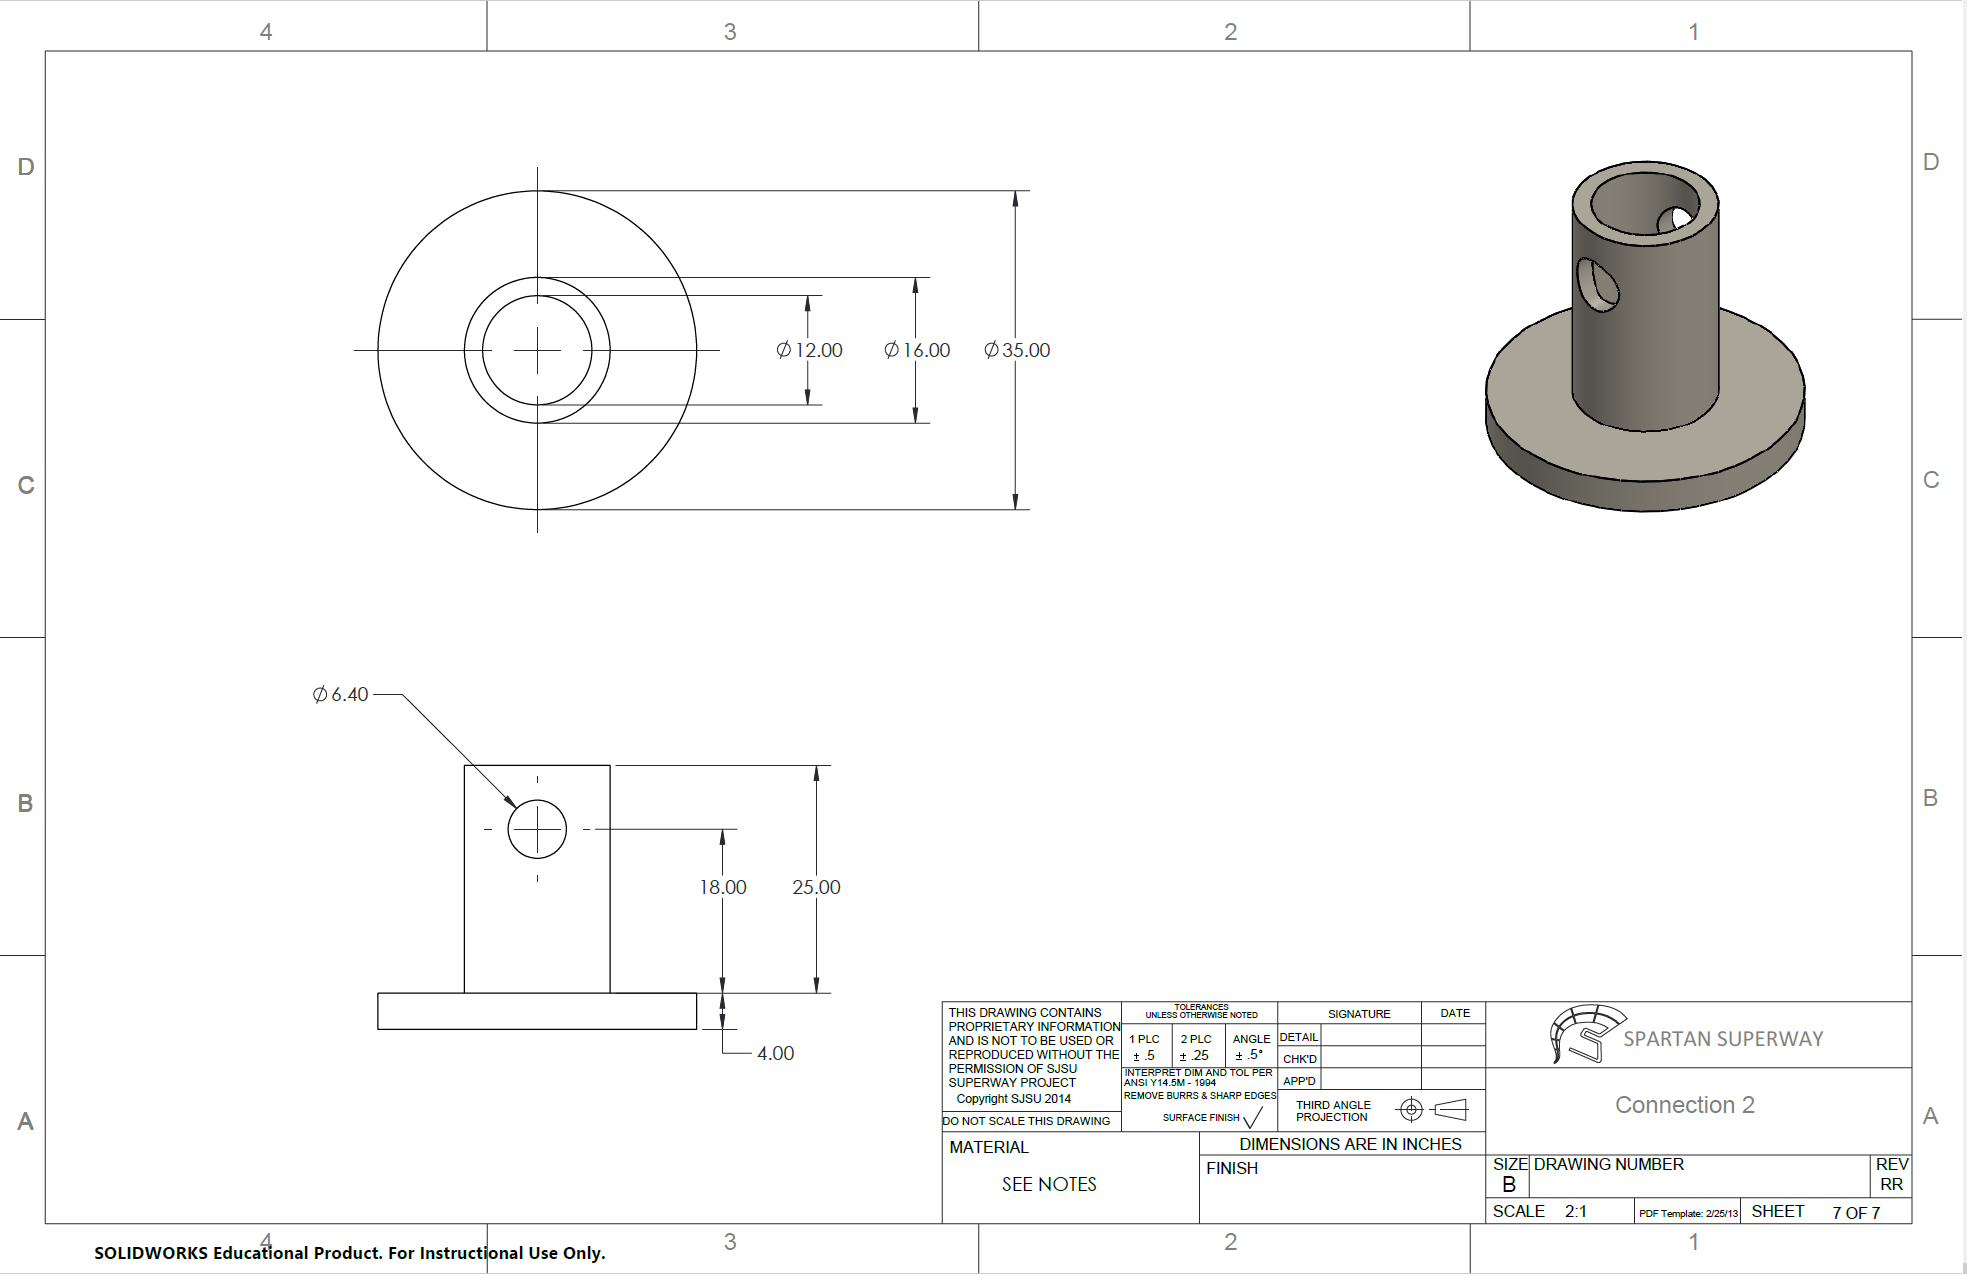 4 3 2 1
D D
⌀12.00 ⌀16.00 ⌀35.00
C C
⌀6.40
B B
18.00 25.00
4.00
A A
THIS DRAWING CONTAINS
PROPRIETARY INFORMATION
AND IS NOT TO BE USED OR
REPRODUCED WITHOUT THE
PERMISSION OF SJSU
SUPERWAY PROJECT
Copyright SJSU 2014
DO NOT SCALE THIS DRAWING
TOLERANCES
UNLESS OTHERWISE NOTED
1 PLC 2 PLC ANGLE
± .5 ± .25 ± .5°
INTERPRET DIM AND TOL PER
ANSI Y14.5M - 1994
REMOVE BURRS & SHARP EDGES
SURFACE FINISH
SIGNATURE DATE
DETAIL
CHK'D
APP'D
THIRD ANGLE
PROJECTION
DIMENSIONS ARE IN INCHES
MATERIAL
SEE NOTES
FINISH
SPARTAN SUPERWAY
Connection 2
SIZE DRAWING NUMBER REV
B RR
SCALE 2:1 PDF Template: 2/25/13 SHEET 7 OF 7
4 3 2 1
SOLIDWORKS Educational Product. For Instructional Use Only.